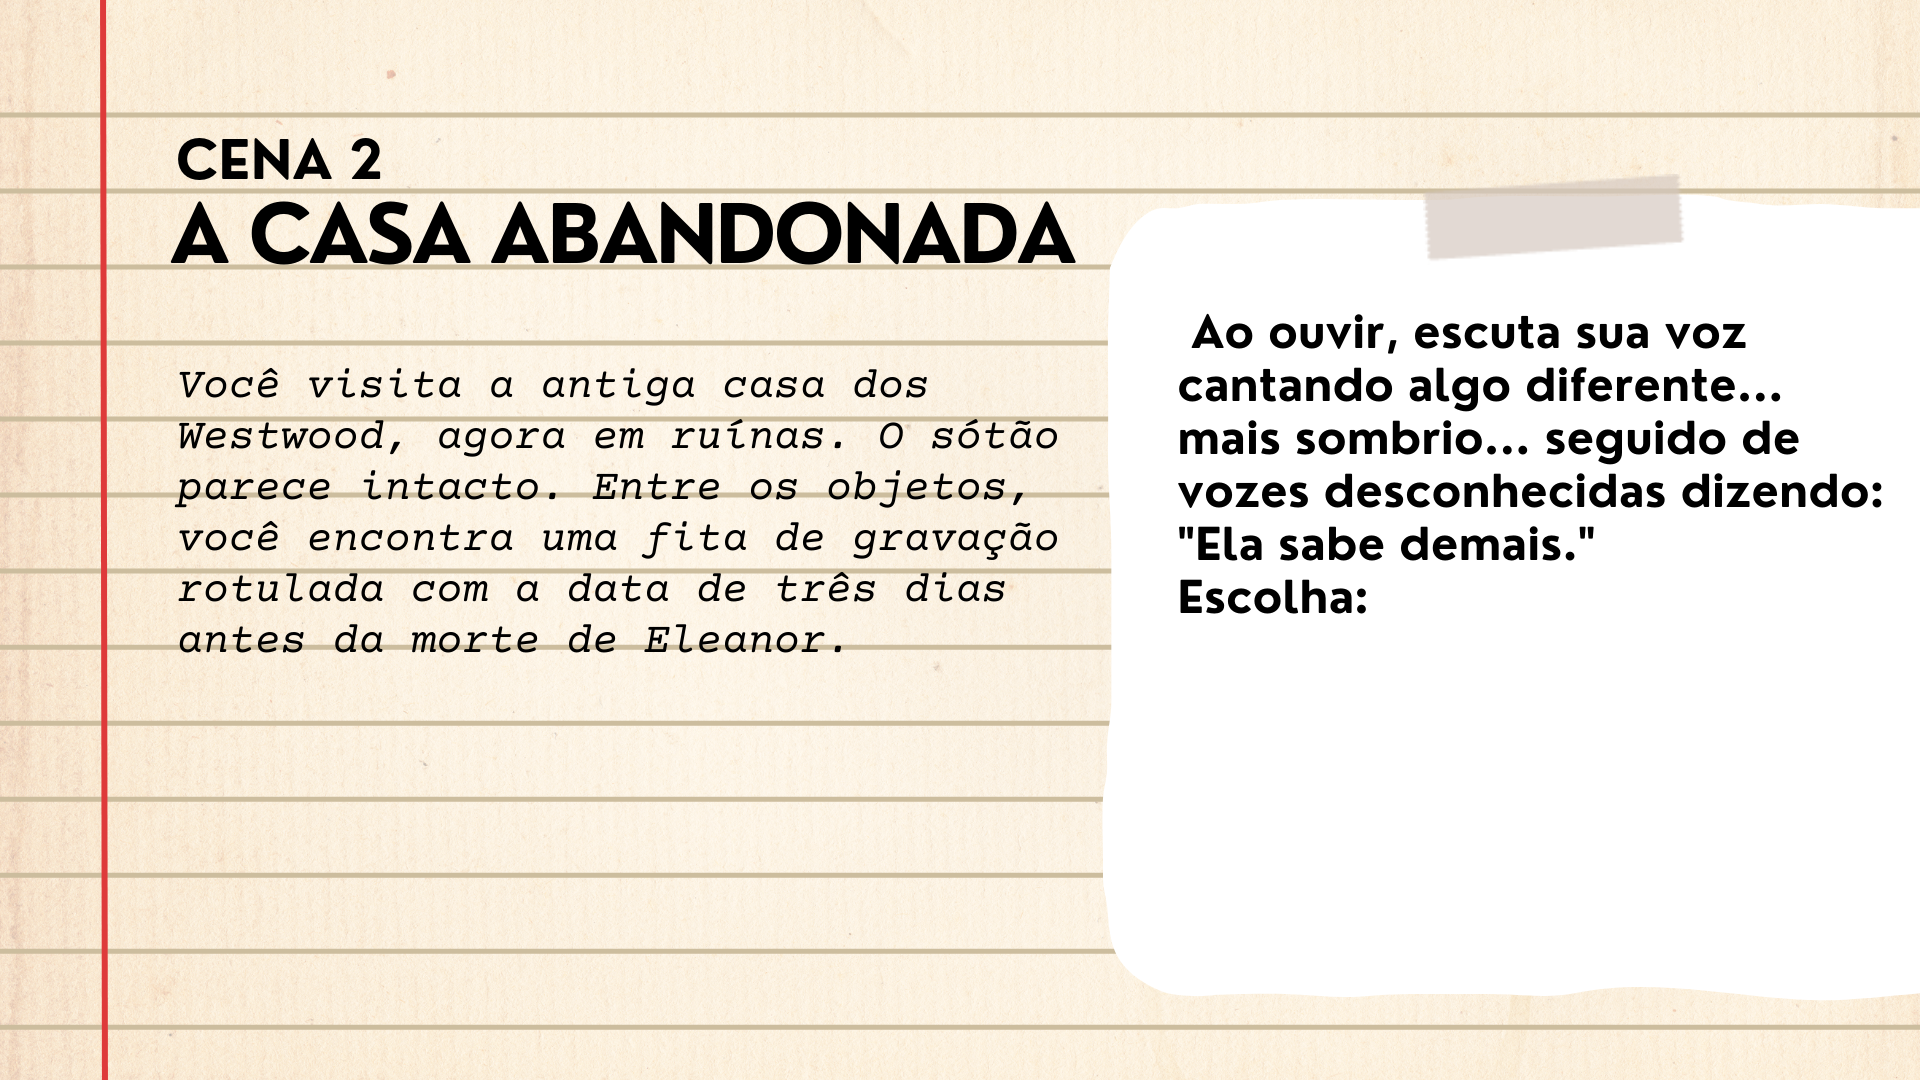 CENA 2
A CASA ABANDONADA
Você visita a antiga casa dos
Westwood, agora em ruínas. O sótão
parece intacto. Entre os objetos,
você encontra uma fita de gravação
rotulada com a data de três dias
antes da morte de Eleanor.
Ao ouvir, escuta sua voz
cantando algo diferente...
mais sombrio... seguido de
vozes desconhecidas dizendo:
"Ela sabe demais."
Escolha: